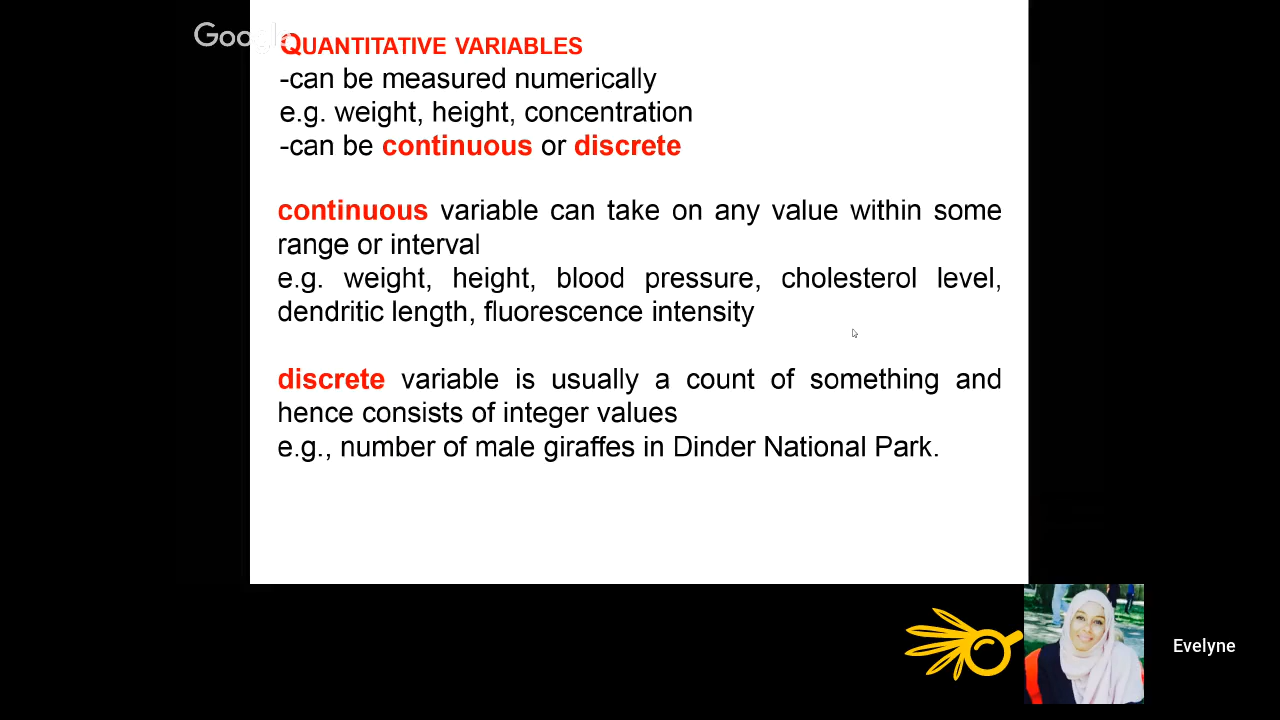 Google
QUANTITATIVE VARIABLES
-can be measured numerically
e.g. weight, height, concentration
-can be continuous or discrete
continuous variable can take on any value within some
range or interval
e.g. weight, height, blood pressure, cholesterol level,
dendritic length, fluorescence intensity
discrete variable is usually a count of something and
hence consists of integer values
e.g., number of male giraffes in Dinder National Park.
Evelyne